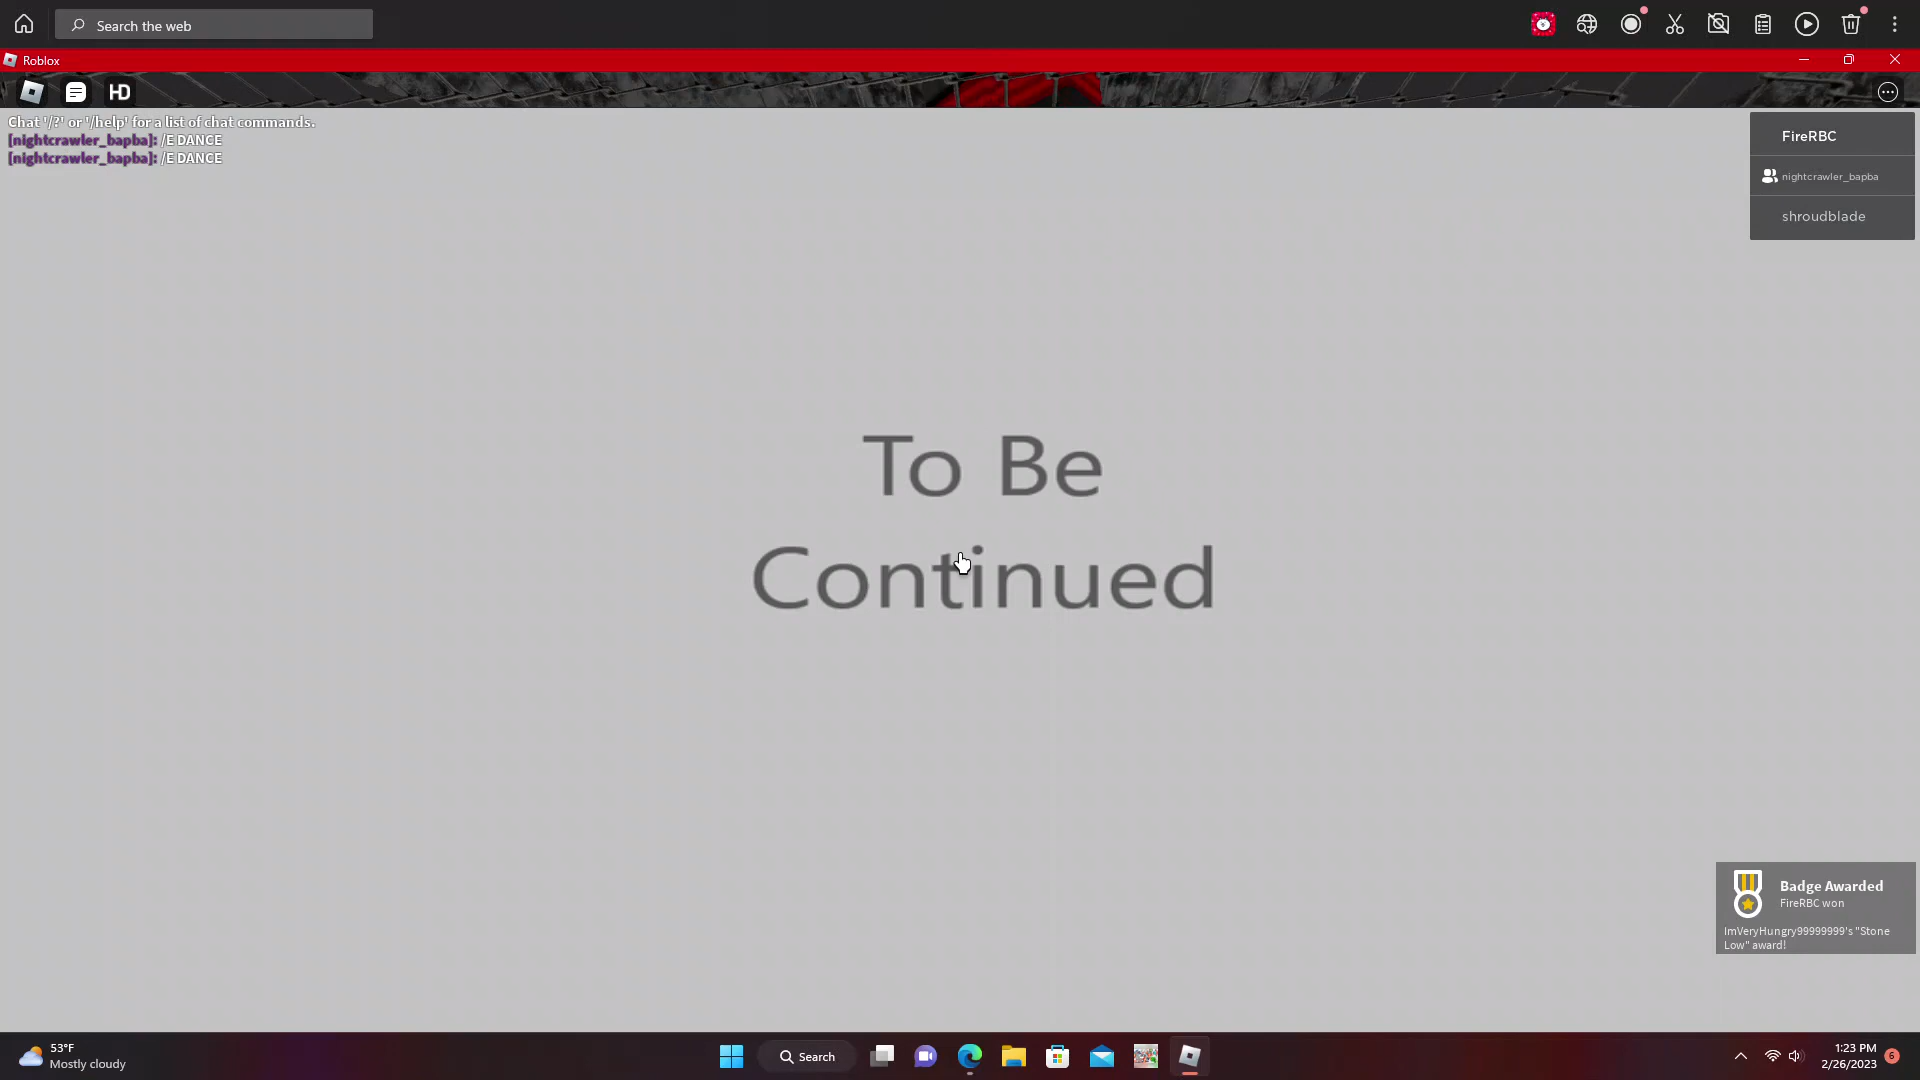 Search the web
Roblox
HD
Chat '/?' or '/help' for a list of chat commands.
[nightcrawler_bapba]: /E DANCE
[nightcrawler_bapba]: /E DANCE
FireRBC
nightcrawler_bapba
shroudblade
To Be
Continued
Badge Awarded
FireRBC won
ImVeryHungry99999999's "Stone
Low" award!
53°F
Mostly cloudy
Search
1:23 PM
2/26/2023
6